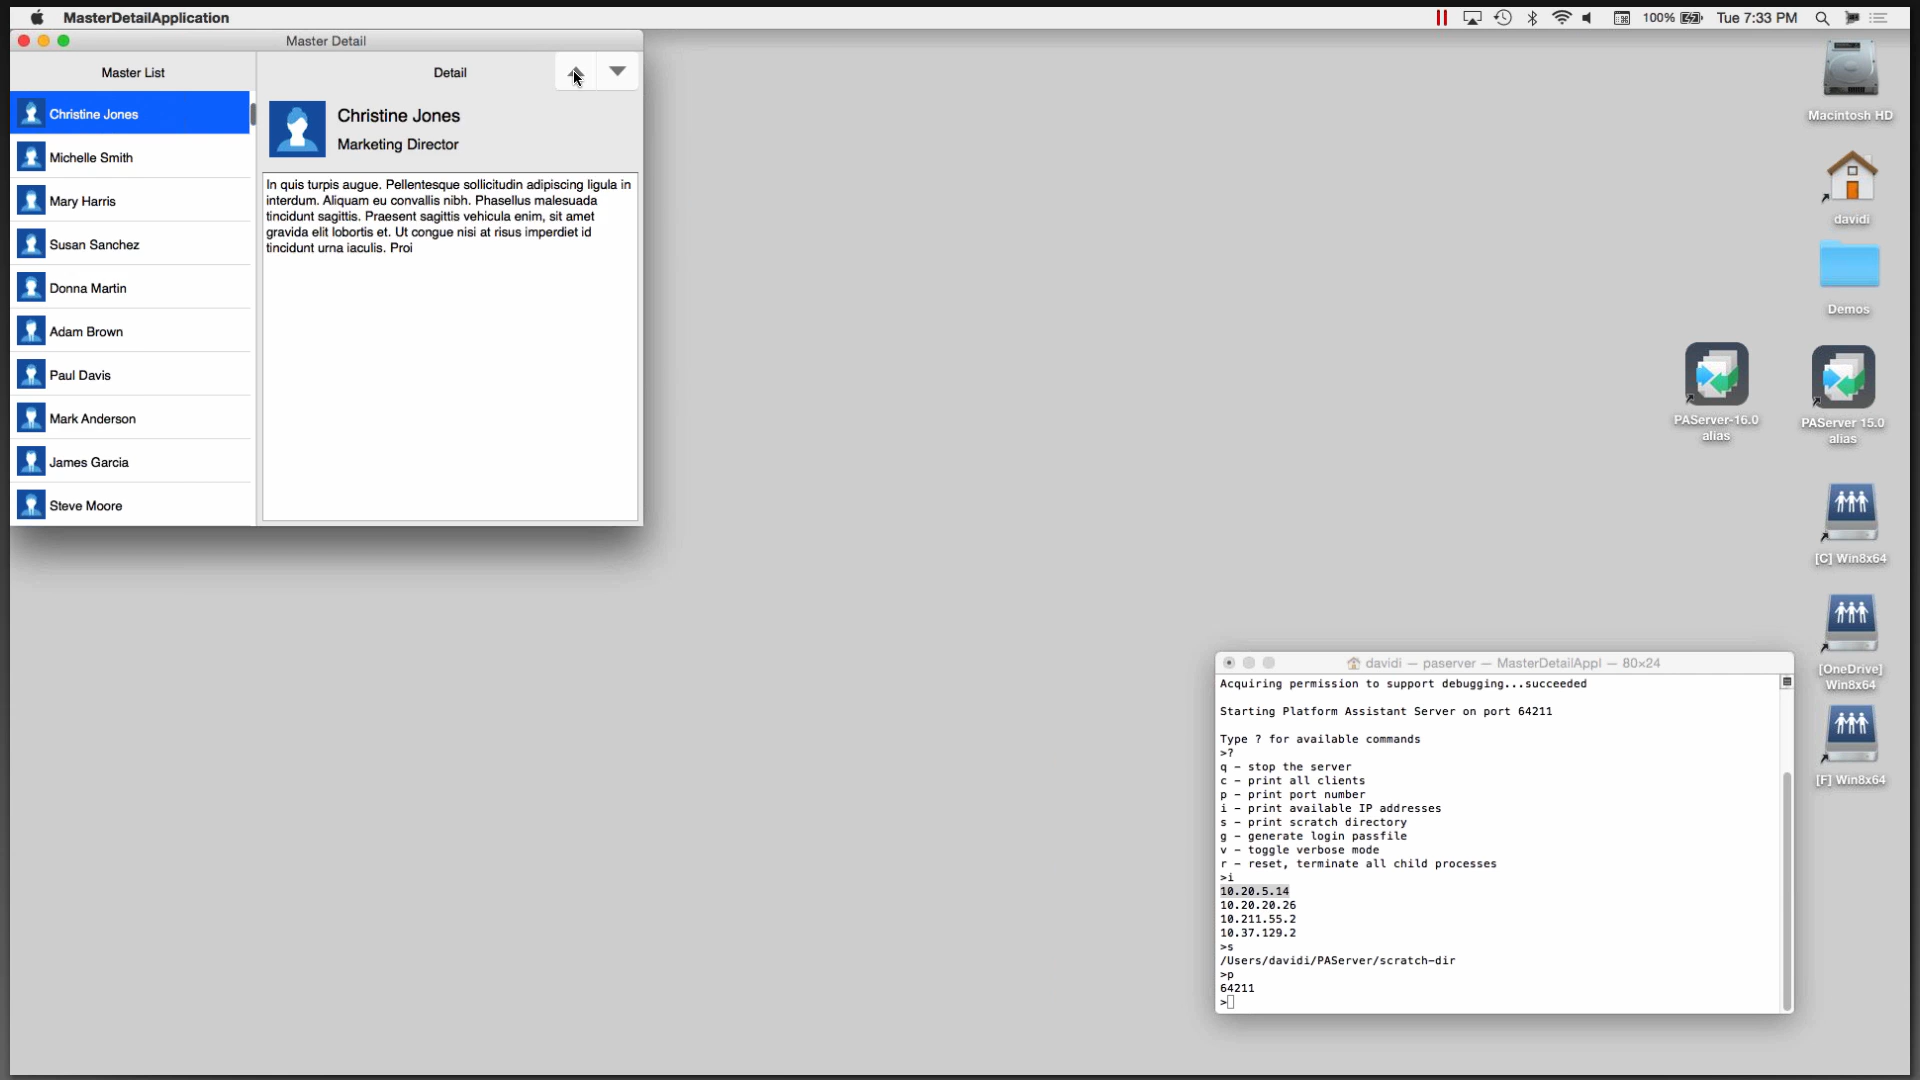 MasterDetailApplication
100%
Tue 7:33 PM
Master Detail
Master List
Detail
Christine Jones
Michelle Smith
Mary Harris
Susan Sanchez
Donna Martin
Adam Brown
Paul Davis
Mark Anderson
James Garcia
Steve Moore
Christine Jones
Marketing Director
In quis turpis augue. Pellentesque sollicitudin adipiscing ligula in
interdum. Aliquam eu convallis nibh. Phasellus malesuada
tincidunt sagittis. Praesent sagittis vehicula enim, sit amet
gravida elit lobortis et. Ut congue nisi at risus imperdiet id
tincidunt urna iaculis. Proi
Macintosh HD
davidi
Demos
PAServer-16.0
alias
PAServer 15.0
alias
[C] Win8x64
[OneDrive]
Win8x64
[F] Win8x64
davidi — paserver — MasterDetailAppl — 80×24
Acquiring permission to support debugging...succeeded
Starting Platform Assistant Server on port 64211
Type ? for available commands
>?
q - stop the server
c - print all clients
p - print port number
i - print available IP addresses
s - print scratch directory
g - generate login passfile
v - toggle verbose mode
r - reset, terminate all child processes
>i
10.20.5.14
10.20.20.26
10.211.55.2
10.37.129.2
>s
/Users/davidi/PAServer/scratch-dir
>p
64211
>